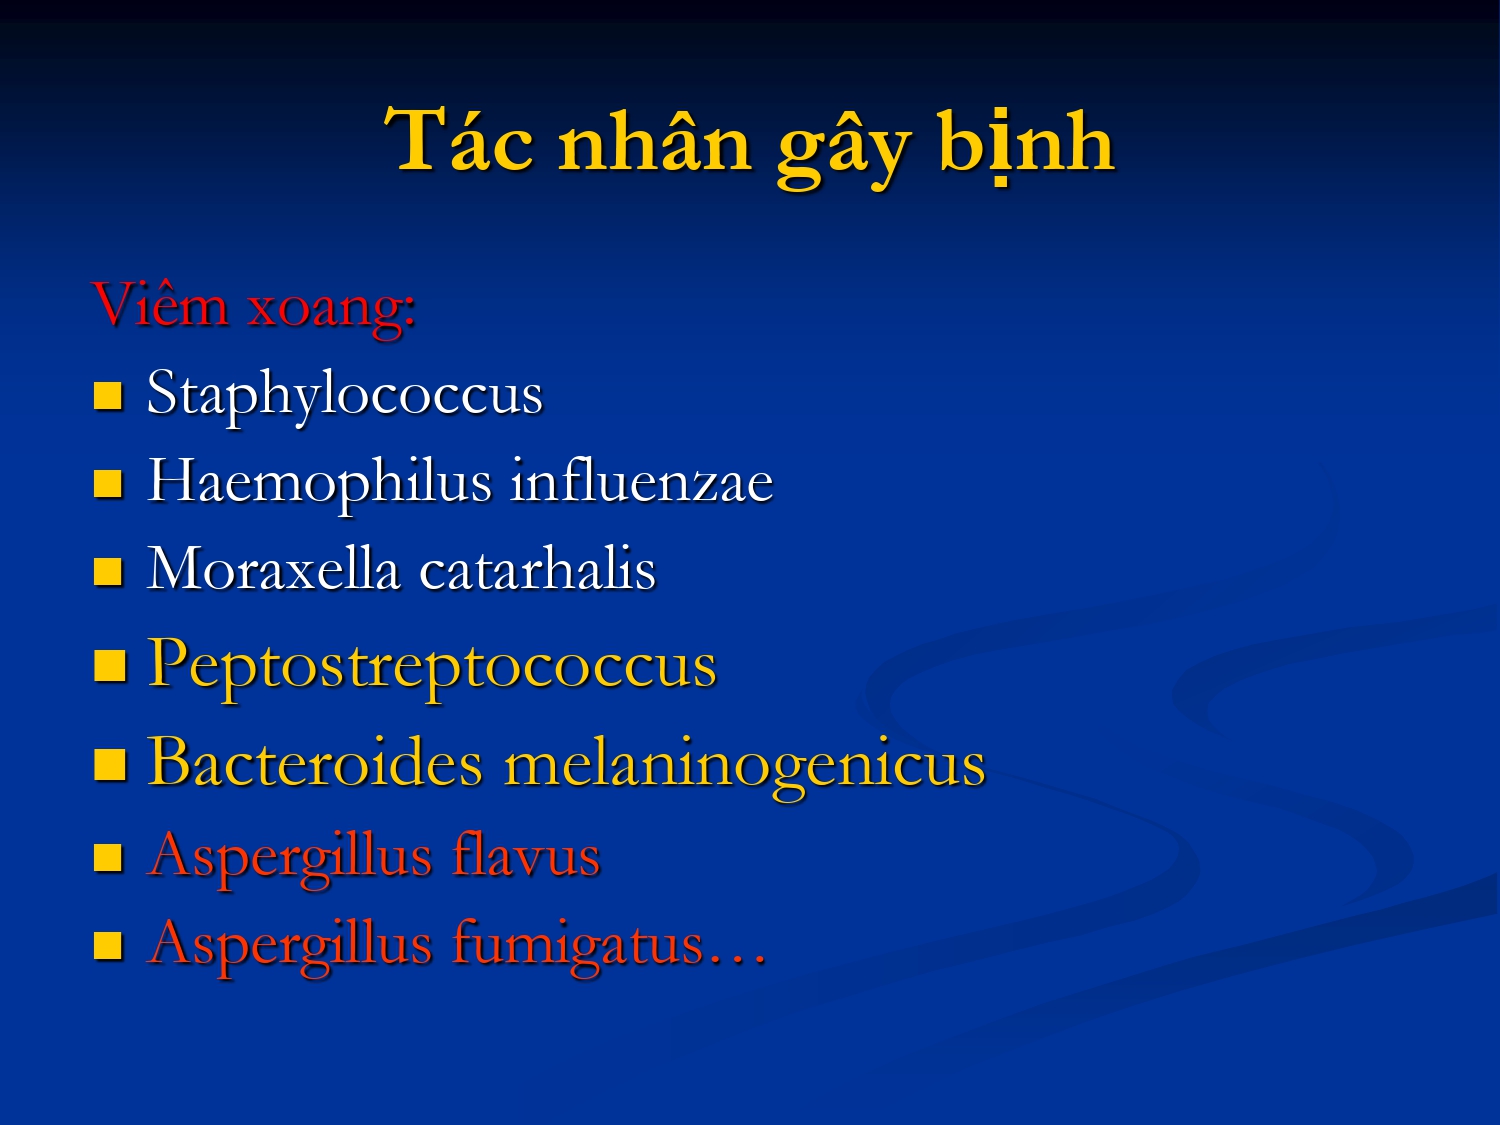 Tác nhân gây bịnh
Viêm xoang:
Staphylococcus
Haemophilus influenzae
Moraxella catarhalis
Peptostreptococcus
Bacteroides melaninogenicus
Aspergillus flavus
Aspergillus fumigatus…